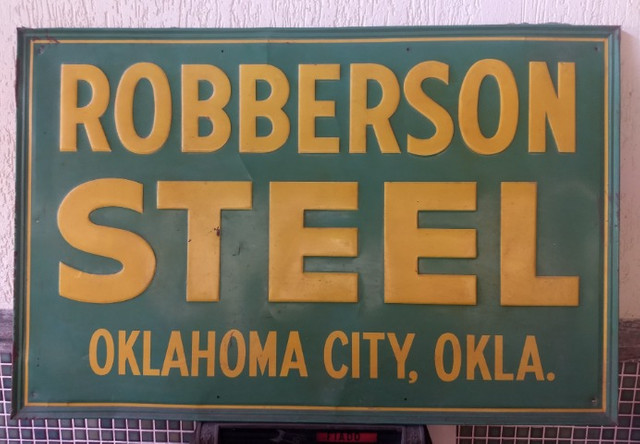 ROBBERSON
STEEL
OKLAHOMA CITY, OKLA.